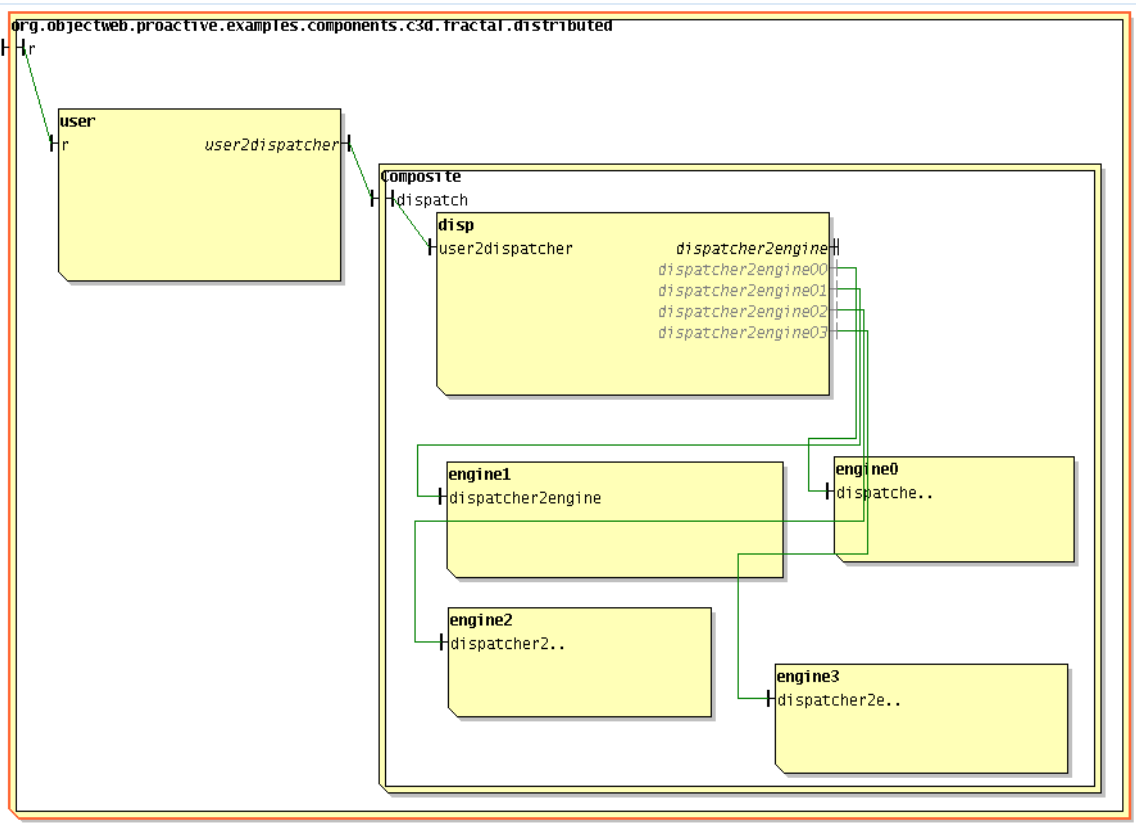 org.objectweb.proactive.examples.components.c3d.fractal.distributed
r
user
r user2dispatcher
Composite
dispatch
disp
user2dispatcher dispatcher2engine
dispatcher2engine00
dispatcher2engine01
dispatcher2engine02
dispatcher2engine03
engine1
dispatcher2engine
engine0
dispatche..
engine2
dispatcher2..
engine3
dispatcher2e..